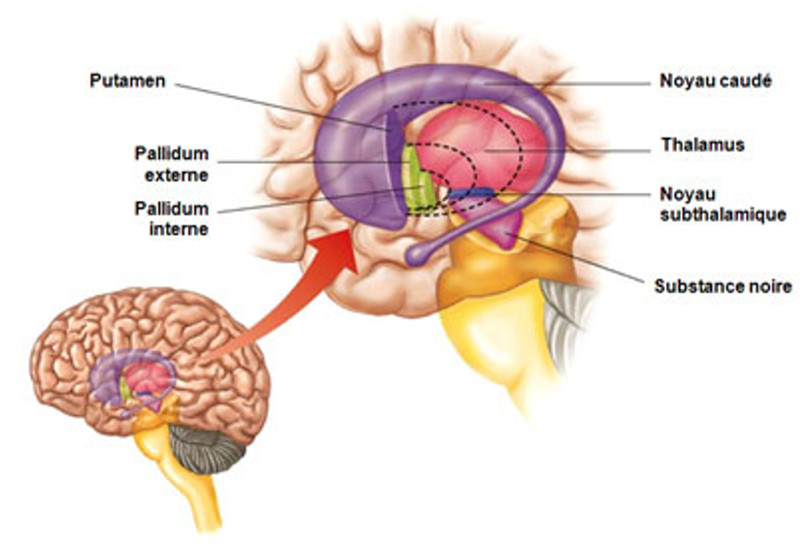 Putamen
Pallidum
externe
Pallidum
interne
Noyau caudé
Thalamus
Noyau
subthalamique
Substance noire